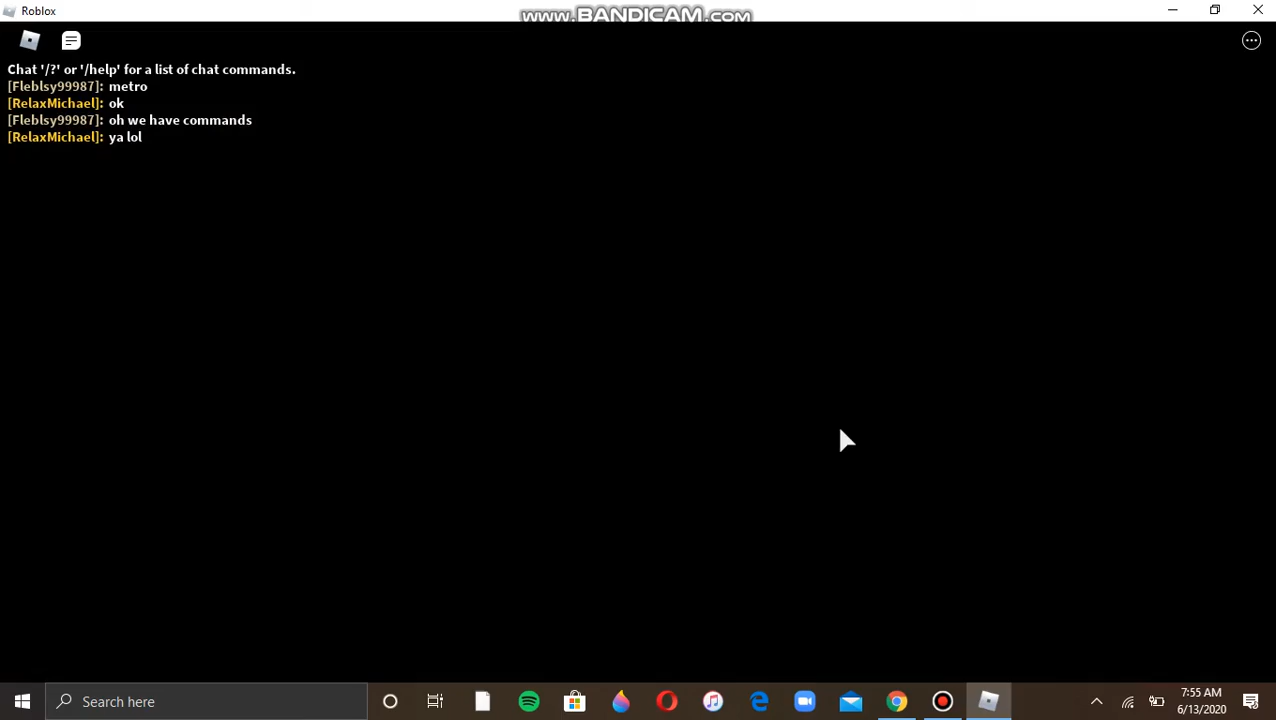 Roblox
www.BANDICAM.com
Chat '/?' or '/help' for a list of chat commands.
[Fleblsy99987]: metro
[RelaxMichael]: ok
[Fleblsy99987]: oh we have commands
[RelaxMichael]: ya lol
Search here
7:55 AM
6/13/2020